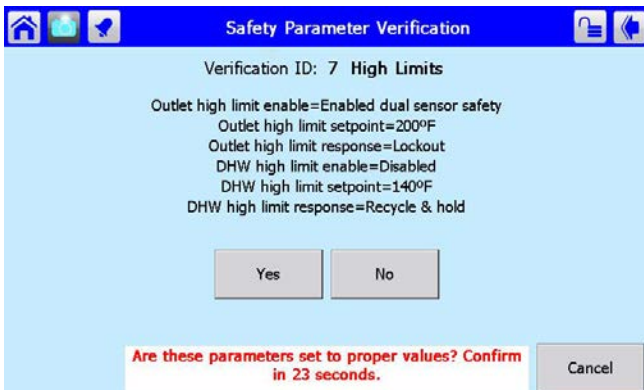 Safety Parameter Verification
Verification ID: 7 High Limits
Outlet high limit enable=Enabled dual sensor safety
Outlet high limit setpoint=200ºF
Outlet high limit response=Lockout
DHW high limit enable=Disabled
DHW high limit setpoint=140ºF
DHW high limit response=Recycle & hold
Yes No
Are these parameters set to proper values? Confirm
in 23 seconds.
Cancel